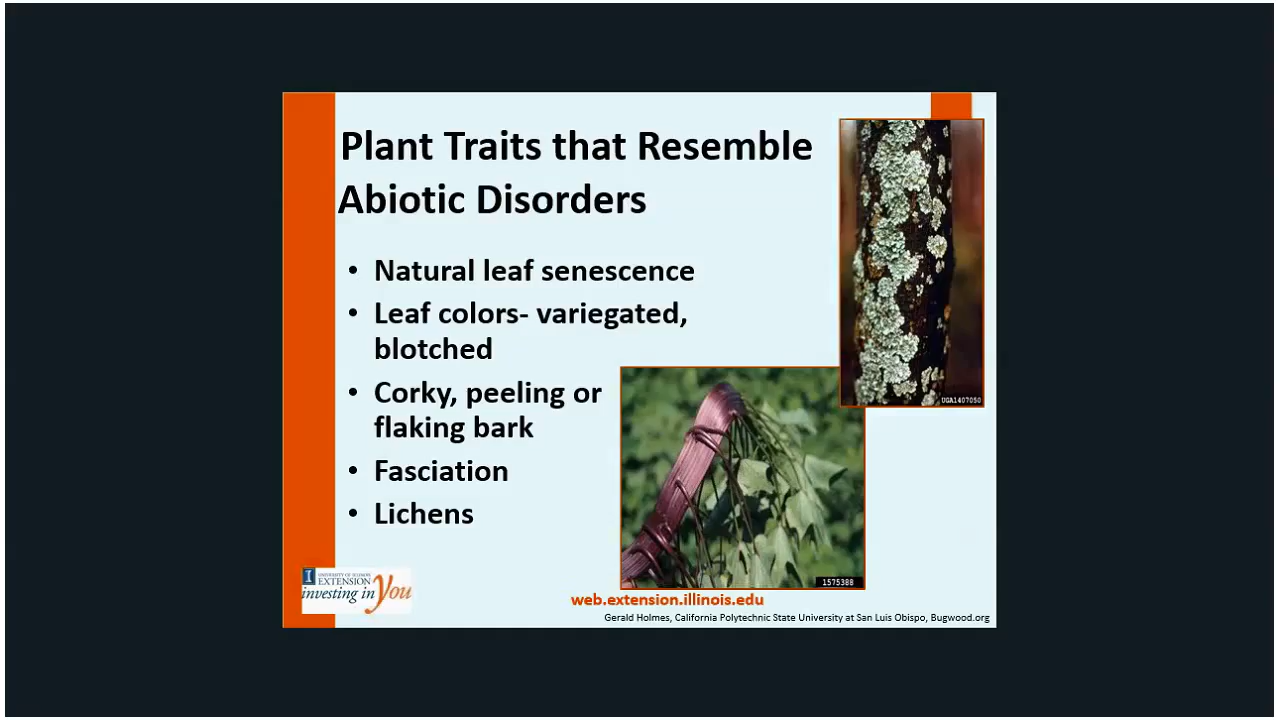 Plant Traits that Resemble
Abiotic Disorders
• Natural leaf senescence
• Leaf colors- variegated,
blotched
• Corky, peeling or
flaking bark
• Fasciation
• Lichens
UGA1407050
1575388
I UNIVERSITY OF ILLINOIS
EXTENSION
investing in You
web.extension.illinois.edu
Gerald Holmes, California Polytechnic State University at San Luis Obispo, Bugwood.org